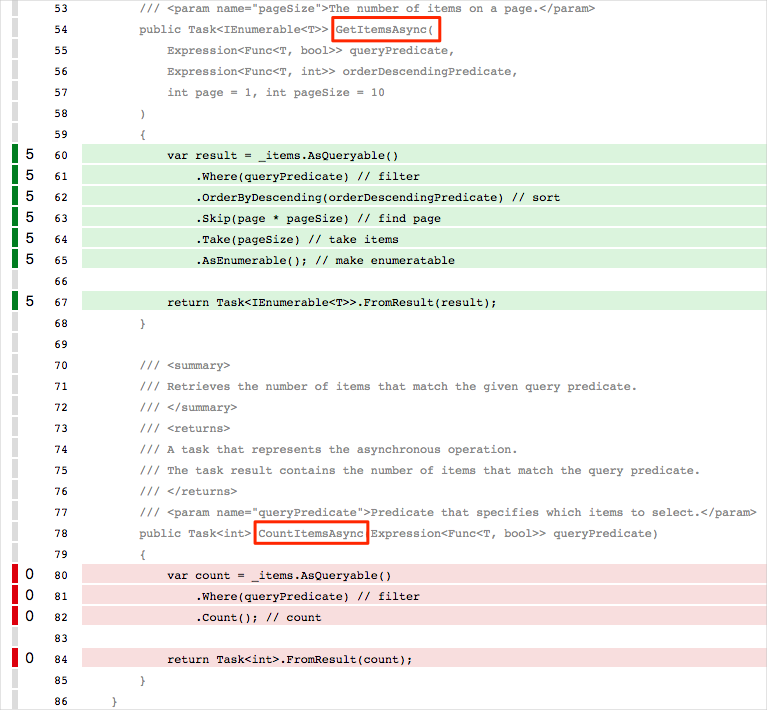 53 /// <param name="pageSize">The number of items on a page.</param>
54 public Task<IEnumerable<T>> GetItemsAsync(
55 Expression<Func<T, bool>> queryPredicate,
56 Expression<Func<T, int>> orderDescendingPredicate,
57 int page = 1, int pageSize = 10
58 )
59 {
5 60 var result = _items.AsQueryable()
5 61 .Where(queryPredicate) // filter
5 62 .OrderByDescending(orderDescendingPredicate) // sort
5 63 .Skip(page * pageSize) // find page
5 64 .Take(pageSize) // take items
5 65 .AsEnumerable(); // make enumeratable
66
5 67 return Task<IEnumerable<T>>.FromResult(result);
68 }
69
70 /// <summary>
71 /// Retrieves the number of items that match the given query predicate.
72 /// </summary>
73 /// <returns>
74 /// A task that represents the asynchronous operation.
75 /// The task result contains the number of items that match the query predicate.
76 /// </returns>
77 /// <param name="queryPredicate">Predicate that specifies which items to select.</param>
78 public Task<int> CountItemsAsync(Expression<Func<T, bool>> queryPredicate)
79 {
0 80 var count = _items.AsQueryable()
0 81 .Where(queryPredicate) // filter
0 82 .Count(); // count
83
0 84 return Task<int>.FromResult(count);
85 }
86 }